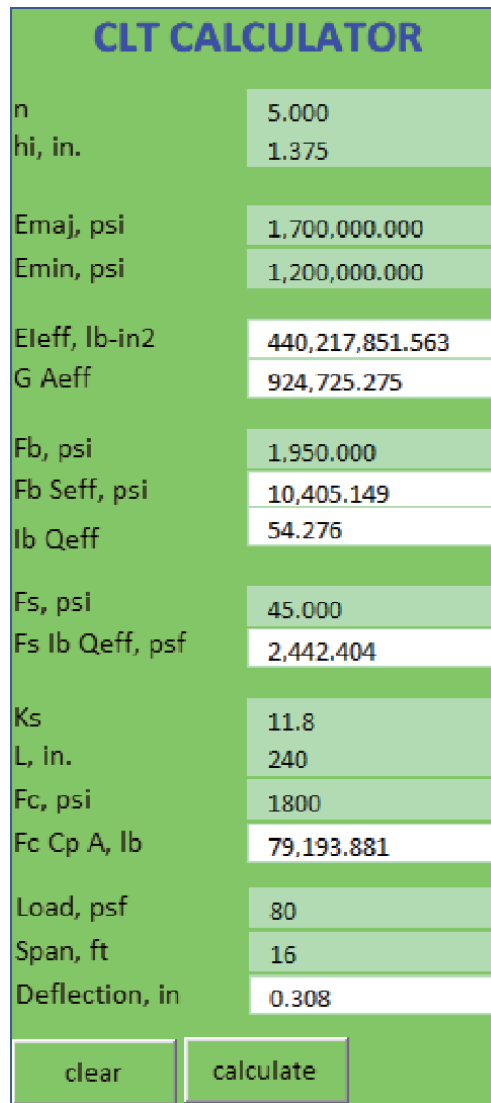 CLT CALCULATOR
n 5.000
hi, in. 1.375
Emaj, psi 1,700,000.000
Emin, psi 1,200,000.000
EIeff, lb-in2 440,217,851.563
G Aeff 924,725.275
Fb, psi 1,950.000
Fb Seff, psi 10,405.149
Ib Qeff 54.276
Fs, psi 45.000
Fs Ib Qeff, psf 2,442.404
Ks 11.8
L, in. 240
Fc, psi 1800
Fc Cp A, lb 79,193.881
Load, psf 80
Span, ft 16
Deflection, in 0.308
clear calculate